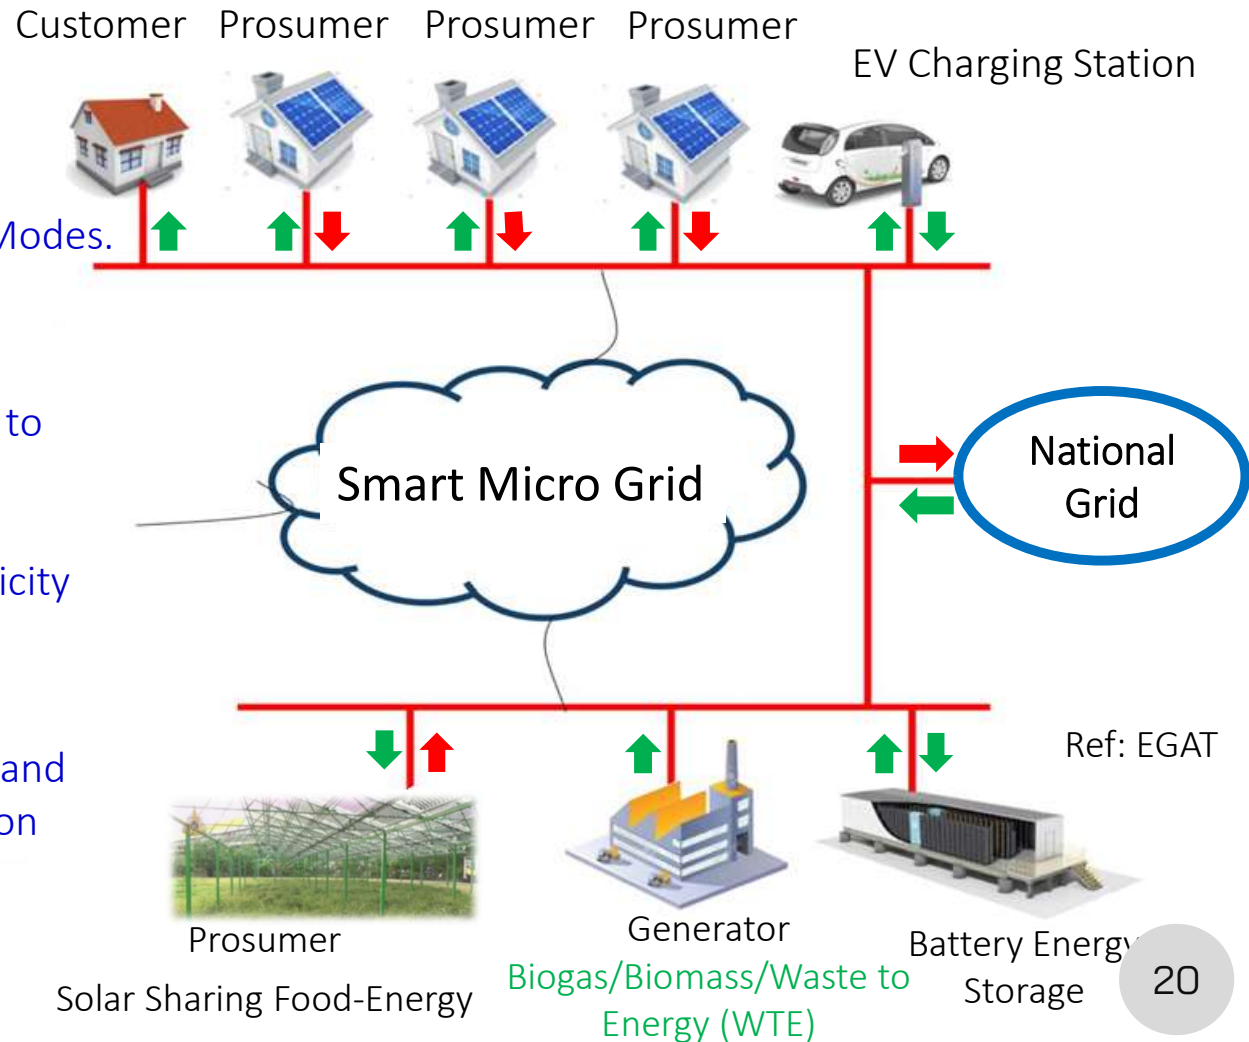 Customer Prosumer Prosumer Prosumer
EV Charging Station
Modes.
to
Smart Micro Grid
National
Grid
icity
and
on
Ref: EGAT
Prosumer
Solar Sharing Food-Energy
Generator
Biogas/Biomass/Waste to
Energy (WTE)
Battery Energy
Storage
20